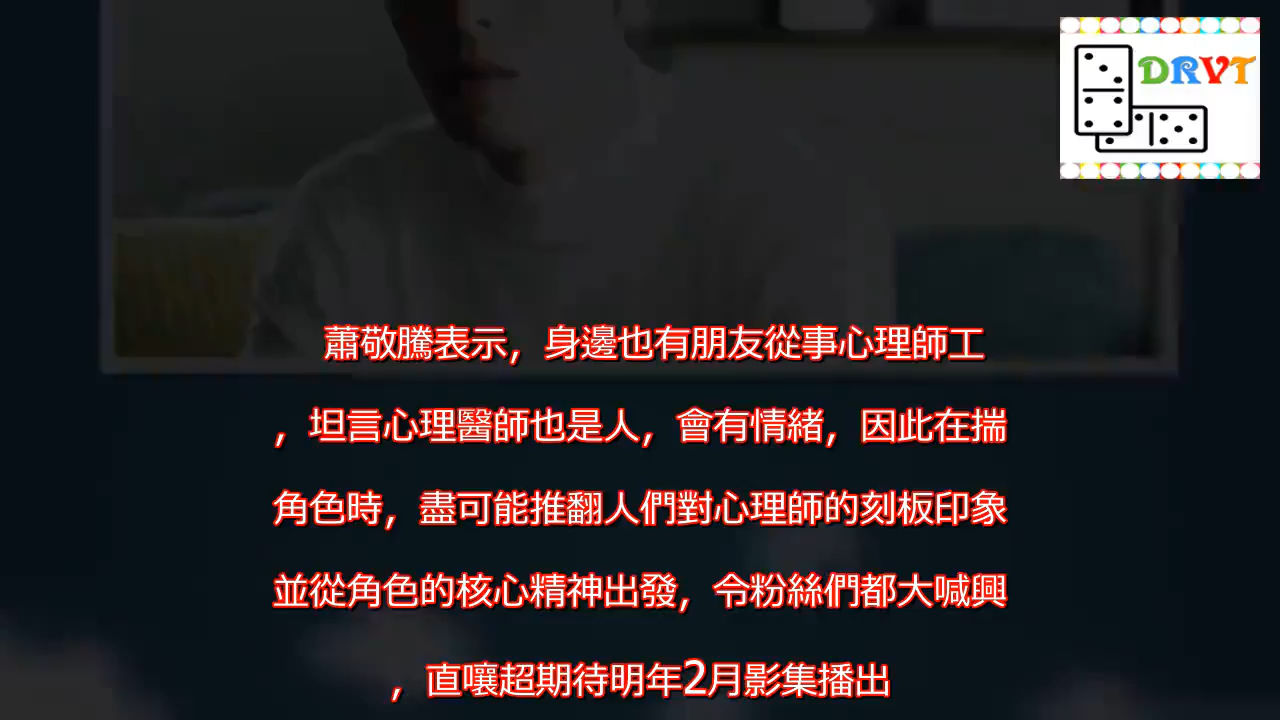 DRVT
蕭敬騰表示，身邊也有朋友從事心理師工
，坦言心理醫師也是人，會有情緒，因此在揣
角色時，盡可能推翻人們對心理師的刻板印象
並從角色的核心精神出發，令粉絲們都大喊興
，直嚷超期待明年2月影集播出